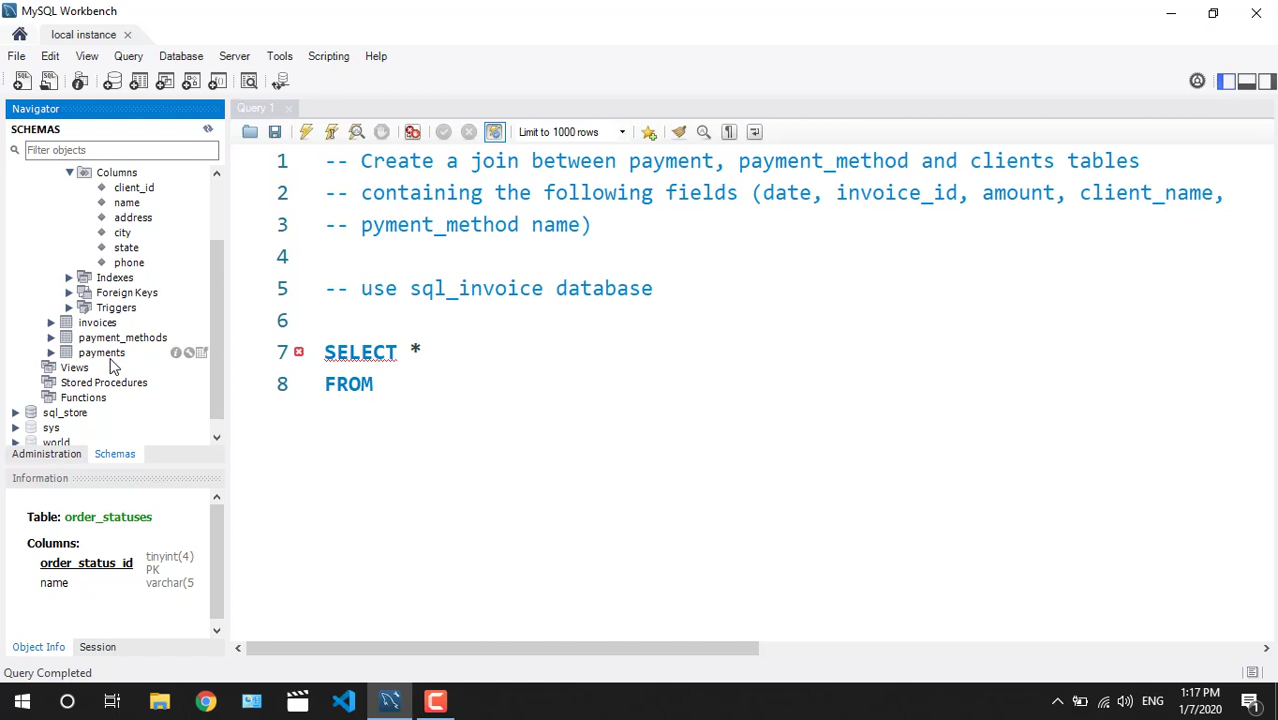 MySQL Workbench
local instance
File Edit View Query Database Server Tools Scripting Help
Navigator
SCHEMAS
Filter objects
Columns
client_id
name
address
city
state
phone
Indexes
Foreign Keys
Triggers
invoices
payment_methods
payments
Views
Stored Procedures
Functions
sql_store
sys
world
Administration Schemas
Information
Table: order_statuses
Columns:
order_status_id tinyint(4) PK
name varchar(5
Object Info Session
Query 1
Limit to 1000 rows
1 -- Create a join between payment, payment_method and clients tables
2 -- containing the following fields (date, invoice_id, amount, client_name,
3 -- pyment_method name)
4
5 -- use sql_invoice database
6
7 SELECT *
8 FROM
Query Completed
ENG
1:17 PM
1/7/2020
1